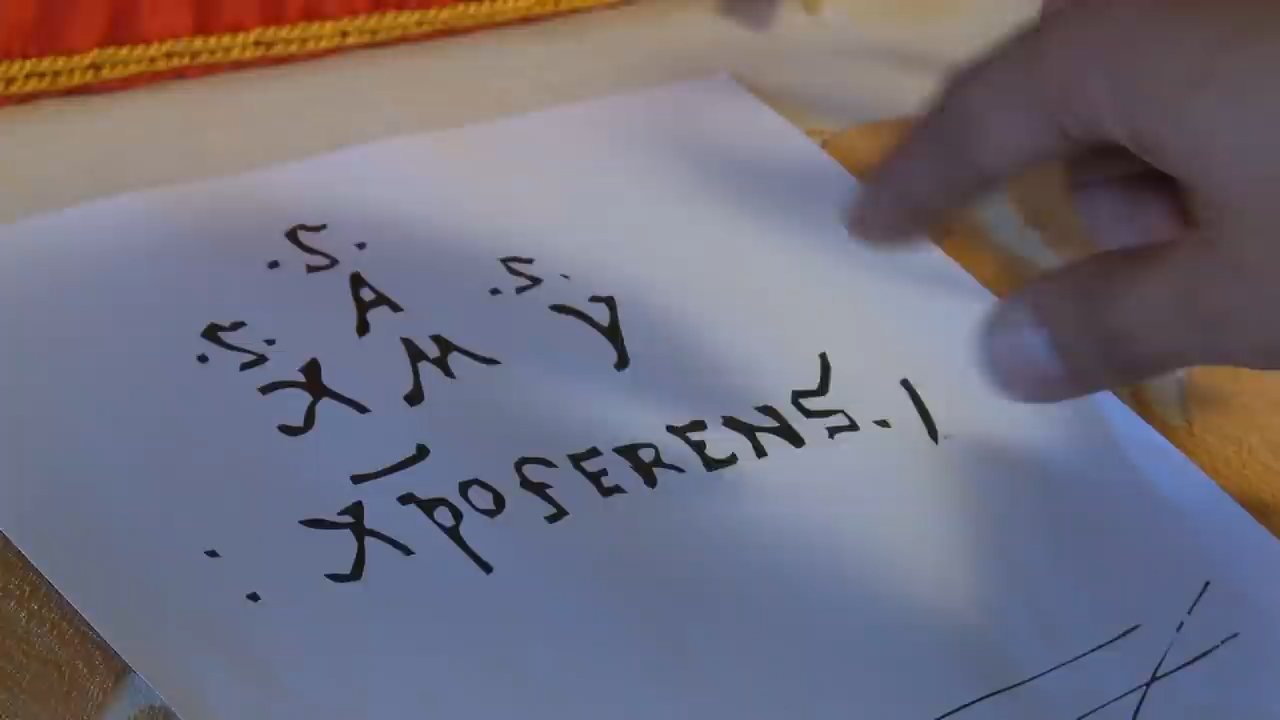 .S.
.S. A .S.
X M Y
: XpoFERENS. /